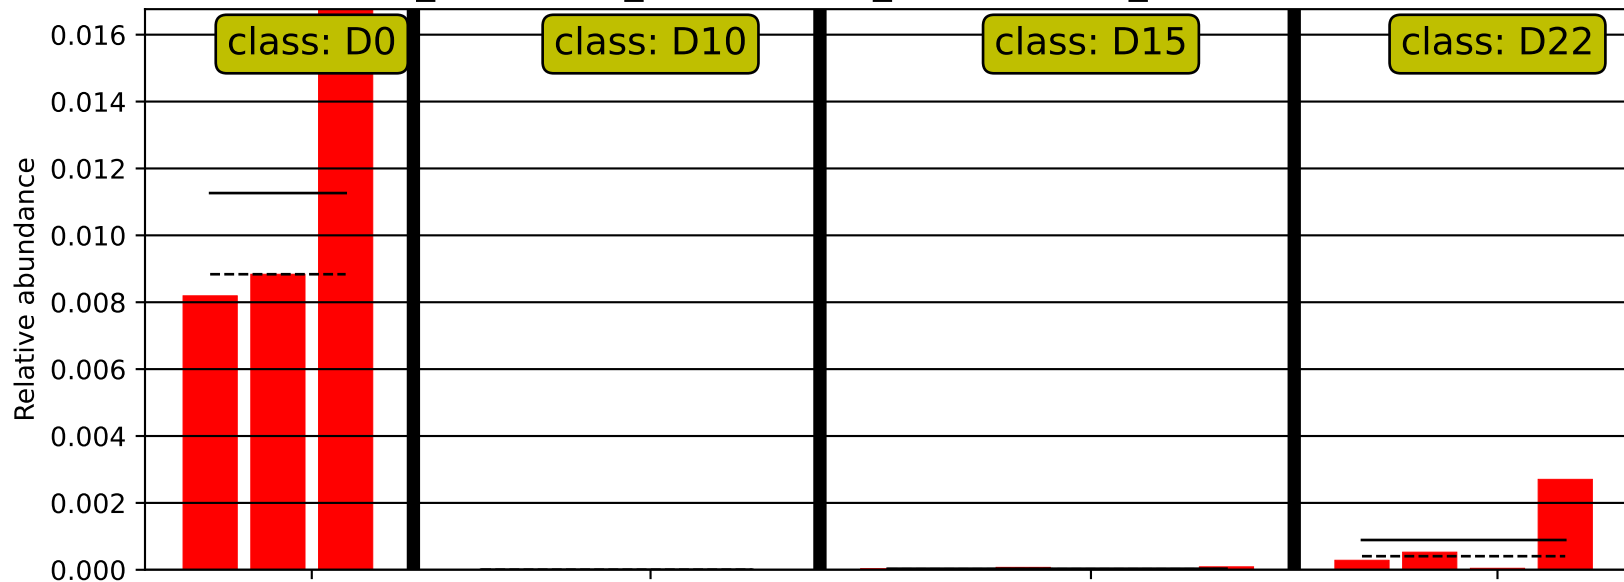 class: D0
class: D10
class: D15
class: D22
Relative abundance
0.016
0.014
0.012
0.010
0.008
0.006
0.004
0.002
0.000